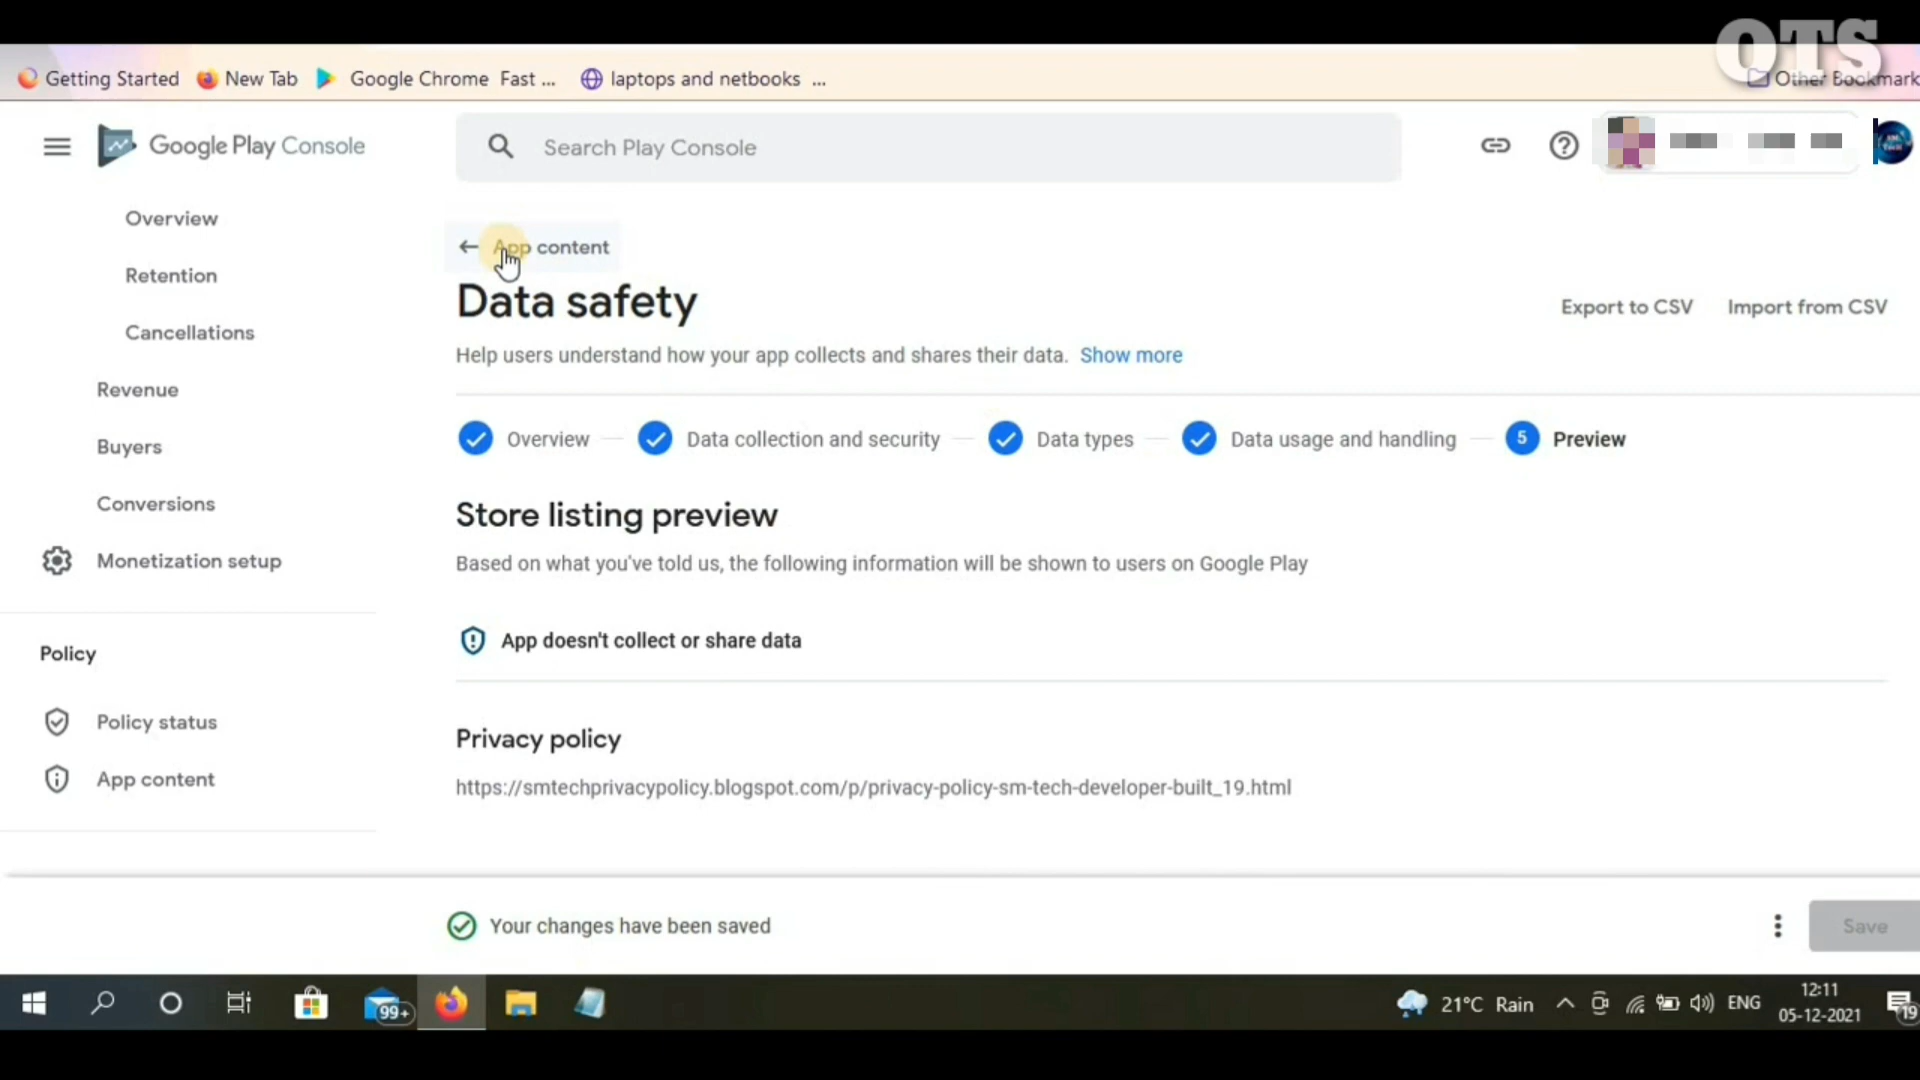 OTS
Getting Started New Tab Google Chrome Fast ... laptops and netbooks ... Other Bookmark
Google Play Console
Search Play Console
Overview
Retention
Cancellations
Revenue
Buyers
Conversions
Monetization setup
Policy
Policy status
App content
App content
Data safety
Export to CSV Import from CSV
Help users understand how your app collects and shares their data. Show more
Overview Data collection and security Data types Data usage and handling 5 Preview
Store listing preview
Based on what you've told us, the following information will be shown to users on Google Play
App doesn't collect or share data
Privacy policy
https://smtechprivacypolicy.blogspot.com/p/privacy-policy-sm-tech-developer-built_19.html
Your changes have been saved
Save
99+
21°C Rain
ENG
12:11
05-12-2021
19